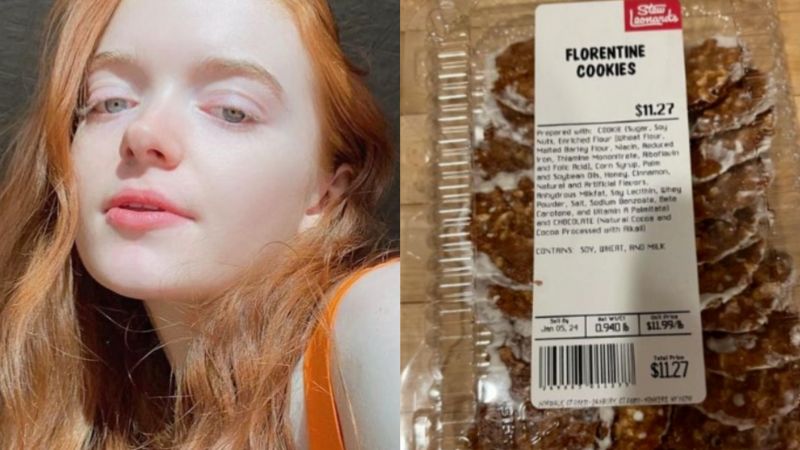 Stew
Leonard's
FLORENTINE
COOKIES
$11.27
Prepared with: COOKIE (Sugar, Soy
Nuts, Enriched Flour (Wheat Flour,
Malted Barley Flour, Niacin, Reduced
Iron, Thiamine Mononitrate, Riboflavin
and Folic Acid), Corn Syrup, Palm
and Soybean Oils, Honey, Cinnamon,
Natural and Artificial Flavors,
Anhydrous Milkfat, Soy Lecithin, Whey
Powder, Salt, Sodium Benzoate, Beta
Carotene, and Vitamin A Palmitate)
and CHOCOLATE (Natural Cocoa and
Cocoa Processed with Alkali)
CONTAINS: SOY, WHEAT, AND MILK
Sell By Net Wt/Ct Unit Price
Jan 05, 24 0.940 lb $11.99/lb
Total Price
$11.27